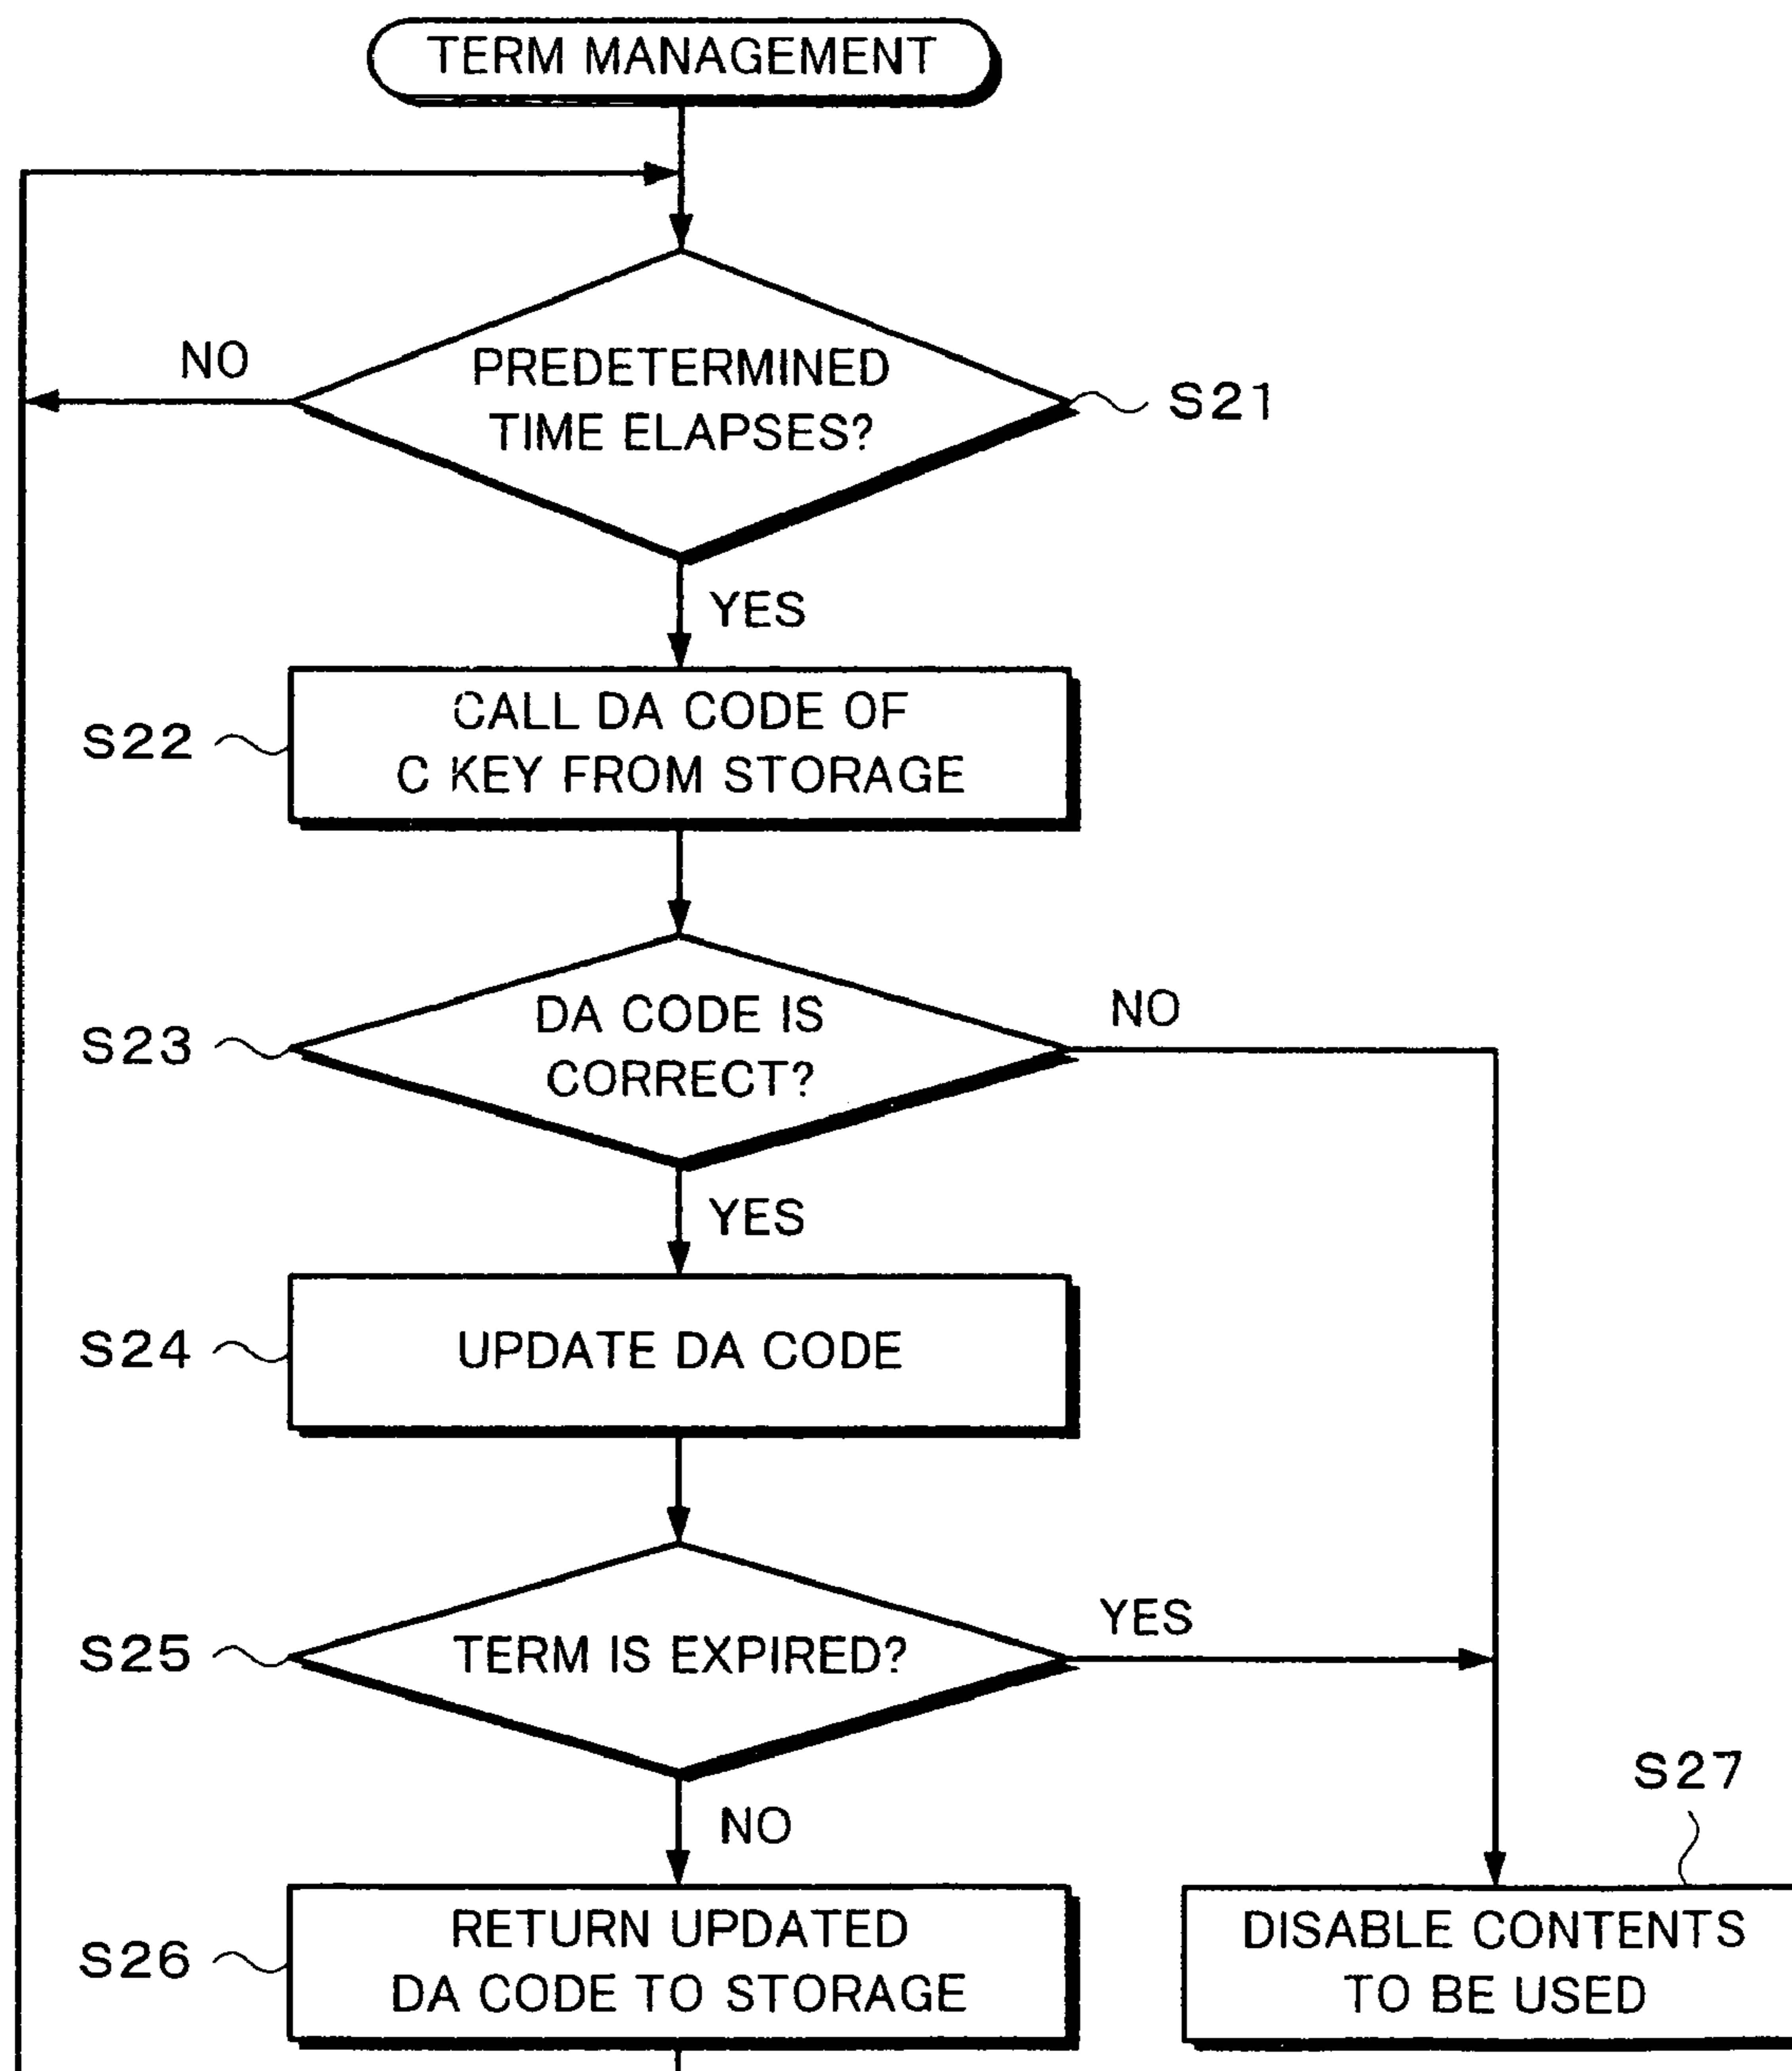 TERM MANAGEMENT
NO
PREDETERMINED
TIME ELAPSES?
S21
YES
S22
CALL DA CODE OF
C KEY FROM STORAGE
S23
DA CODE IS
CORRECT?
NO
YES
S24
UPDATE DA CODE
S25
TERM IS EXPIRED?
YES
NO
S27
S26
RETURN UPDATED
DA CODE TO STORAGE
DISABLE CONTENTS
TO BE USED